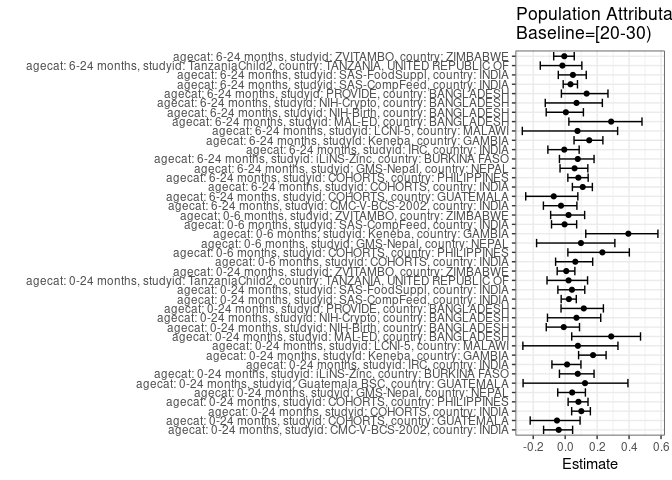 Population Attributa
Baseline=[20-30)
agecat: 6-24 months, studyid: ZVITAMBO, country: ZIMBABWE
agecat: 6-24 months, studyid: TanzaniaChild2, country: TANZANIA, UNITED REPUBLIC OF
agecat: 6-24 months, studyid: SAS-FoodSuppl, country: INDIA
agecat: 6-24 months, studyid: SAS-CompFeed, country: INDIA
agecat: 6-24 months, studyid: PROVIDE, country: BANGLADESH
agecat: 6-24 months, studyid: NIH-Crypto, country: BANGLADESH
agecat: 6-24 months, studyid: NIH-Birth, country: BANGLADESH
agecat: 6-24 months, studyid: MAL-ED, country: BANGLADESH
agecat: 6-24 months, studyid: LCNI-5, country: MALAWI
agecat: 6-24 months, studyid: Keneba, country: GAMBIA
agecat: 6-24 months, studyid: IRC, country: INDIA
agecat: 6-24 months, studyid: iLiNS-Zinc, country: BURKINA FASO
agecat: 6-24 months, studyid: GMS-Nepal, country: NEPAL
agecat: 6-24 months, studyid: COHORTS, country: PHILIPPINES
agecat: 6-24 months, studyid: COHORTS, country: INDIA
agecat: 6-24 months, studyid: COHORTS, country: GUATEMALA
agecat: 6-24 months, studyid: CMC-V-BCS-2002, country: INDIA
agecat: 0-6 months, studyid: ZVITAMBO, country: ZIMBABWE
agecat: 0-6 months, studyid: SAS-CompFeed, country: INDIA
agecat: 0-6 months, studyid: Keneba, country: GAMBIA
agecat: 0-6 months, studyid: GMS-Nepal, country: NEPAL
agecat: 0-6 months, studyid: COHORTS, country: PHILIPPINES
agecat: 0-6 months, studyid: COHORTS, country: INDIA
agecat: 0-24 months, studyid: ZVITAMBO, country: ZIMBABWE
agecat: 0-24 months, studyid: TanzaniaChild2, country: TANZANIA, UNITED REPUBLIC OF
agecat: 0-24 months, studyid: SAS-FoodSuppl, country: INDIA
agecat: 0-24 months, studyid: SAS-CompFeed, country: INDIA
agecat: 0-24 months, studyid: PROVIDE, country: BANGLADESH
agecat: 0-24 months, studyid: NIH-Crypto, country: BANGLADESH
agecat: 0-24 months, studyid: NIH-Birth, country: BANGLADESH
agecat: 0-24 months, studyid: MAL-ED, country: BANGLADESH
agecat: 0-24 months, studyid: LCNI-5, country: MALAWI
agecat: 0-24 months, studyid: Keneba, country: GAMBIA
agecat: 0-24 months, studyid: IRC, country: INDIA
agecat: 0-24 months, studyid: iLiNS-Zinc, country: BURKINA FASO
agecat: 0-24 months, studyid: Guatemala BSC, country: GUATEMALA
agecat: 0-24 months, studyid: GMS-Nepal, country: NEPAL
agecat: 0-24 months, studyid: COHORTS, country: PHILIPPINES
agecat: 0-24 months, studyid: COHORTS, country: INDIA
agecat: 0-24 months, studyid: COHORTS, country: GUATEMALA
agecat: 0-24 months, studyid: CMC-V-BCS-2002, country: INDIA
-0.2 0.0 0.2 0.4 0.6
Estimate